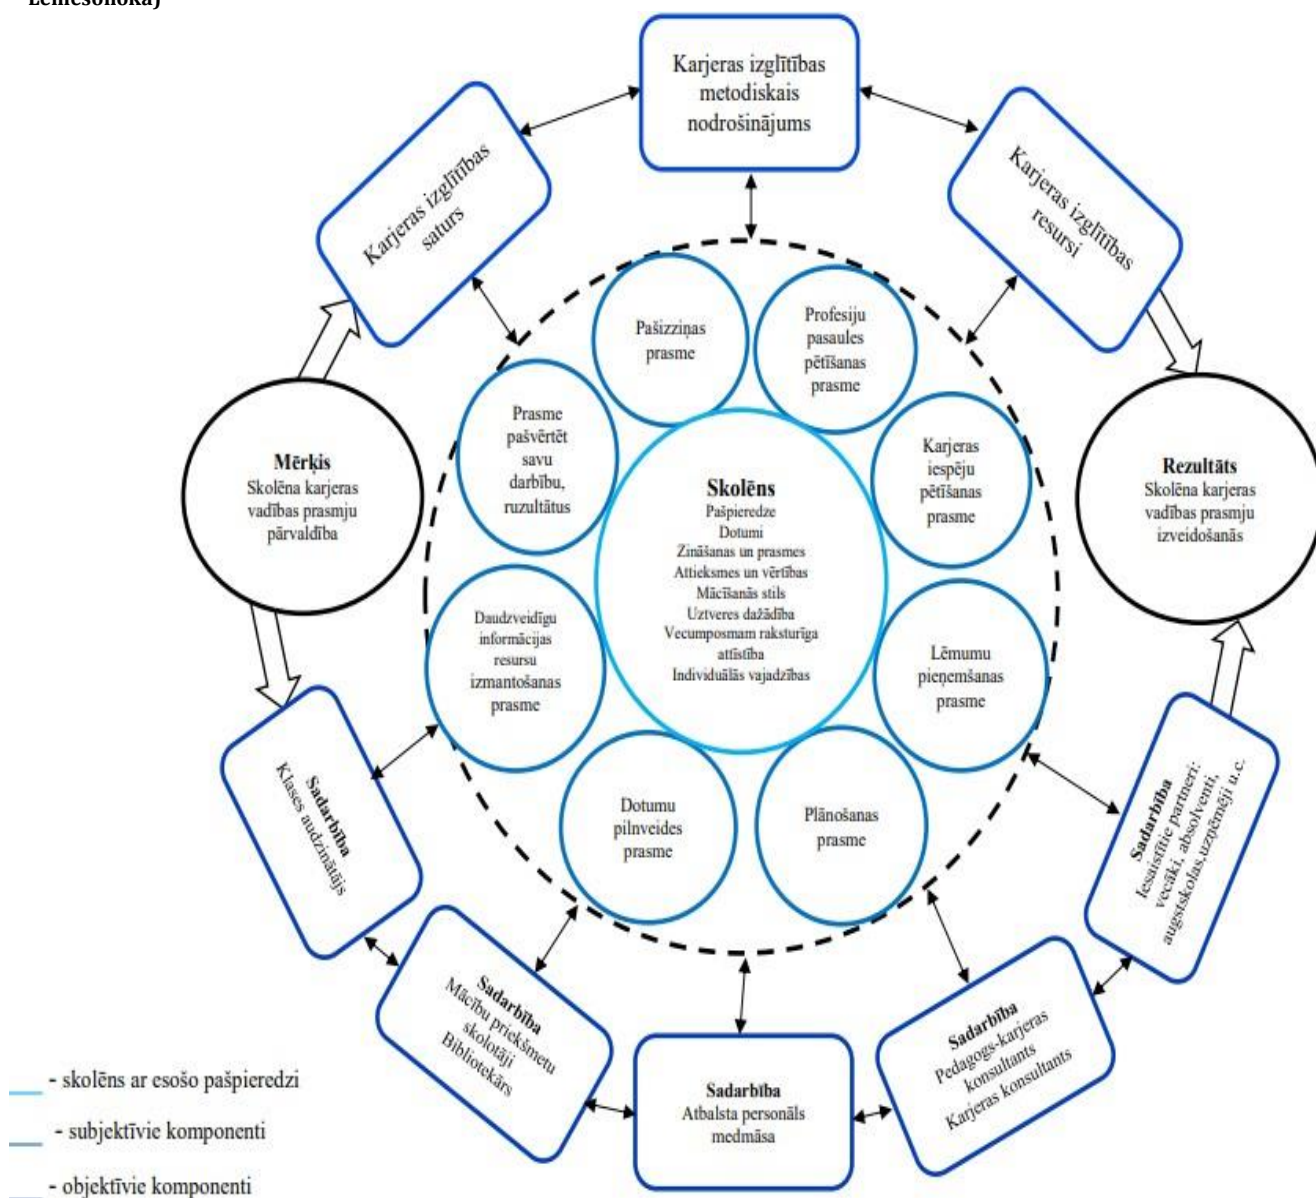 Karjeras izglītības
metodiskais
nodrošinājums
Karjeras izglītības
saturs
Karjeras izglītības
resursi
Pašizziņas
prasme
Profesiju
pasaules
pētīšanas
prasme
Prasme
pašvērtēt
savu
darbību,
ruzultātus
Karjeras
iespēju
pētīšanas
prasme
Mērķis
Skolēna karjeras
vadības prasmju
pārvaldība
Skolēns
Pašpieredze
Dotumi
Zināšanas un prasmes
Attieksmes un vērtības
Mācīšanās stils
Uztveres dažādība
Vecumposmam raksturīga
attīstība
Individuālās vajadzības
Rezultāts
Skolēna karjeras
vadības prasmju
izveidošanās
Daudzveidīgu
informācijas
resursu
izmantošanas
prasme
Lēmumu
pieņemšanas
prasme
Dotumu
pilnveides
prasme
Plānošanas
prasme
Sadarbība
Klases audzinātājs
Sadarbība
Iesaistītie partneri:
vecāki, absolventi,
augstskolas,uzņēmēji u.c.
Sadarbība
Mācību priekšmetu
skolotāji
Bibliotekārs
Sadarbība
Pedagogs-karjeras
konsultants
Karjeras konsultants
Sadarbība
Atbalsta personāls
medmāsa
- skolēns ar esošo pašpieredzi
- subjektīvie komponenti
- objektīvie komponenti